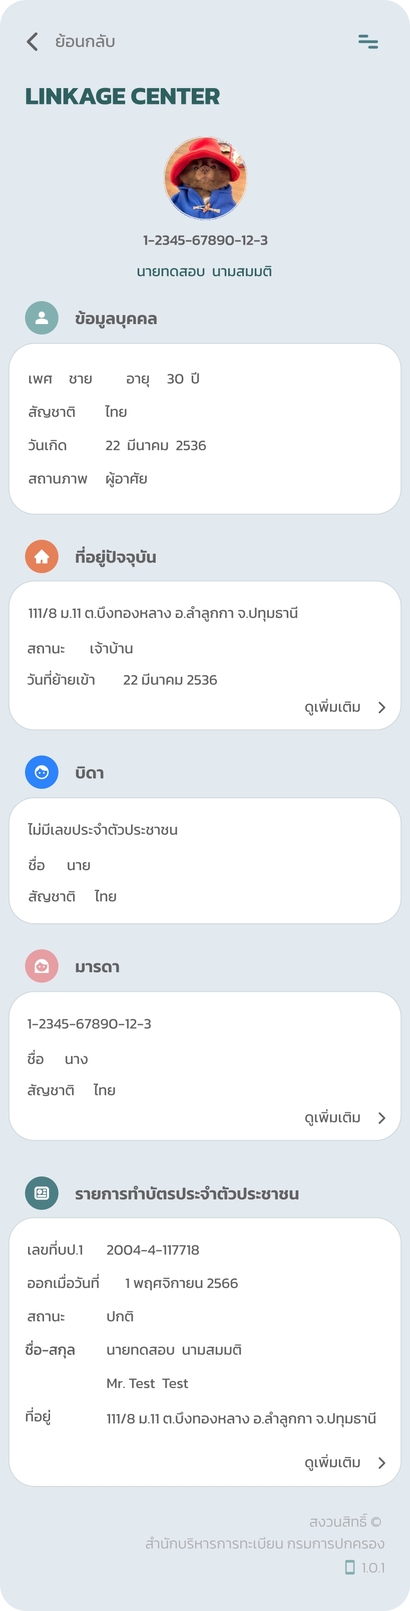 ย้อนกลับ
LINKAGE CENTER
1-2345-67890-12-3
นายทดสอบ นามสมมติ
ข้อมูลบุคคล
เพศ ชาย อายุ 30 ปี
สัญชาติ ไทย
วันเกิด 22 มีนาคม 2536
สถานภาพ ผู้อาศัย
ที่อยู่ปัจจุบัน
111/8 ม.11 ต.บึงทองหลาง อ.ลำลูกกา จ.ปทุมธานี
สถานะ เจ้าบ้าน
วันที่ย้ายเข้า 22 มีนาคม 2536
ดูเพิ่มเติม
บิดา
ไม่มีเลขประจำตัวประชาชน
ชื่อ นาย
สัญชาติ ไทย
มารดา
1-2345-67890-12-3
ชื่อ นาง
สัญชาติ ไทย
ดูเพิ่มเติม
รายการทำบัตรประจำตัวประชาชน
เลขที่บป.1 2004-4-117718
ออกเมื่อวันที่ 1 พฤศจิกายน 2566
สถานะ ปกติ
ชื่อ-สกุล นายทดสอบ นามสมมติ
Mr. Test Test
ที่อยู่ 111/8 ม.11 ต.บึงทองหลาง อ.ลำลูกกา จ.ปทุมธานี
ดูเพิ่มเติม
สงวนสิทธิ์ ©
สำนักบริหารการทะเบียน กรมการปกครอง
1.0.1